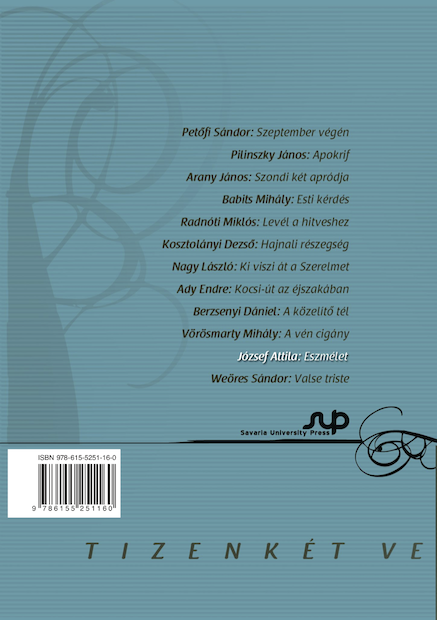 Petőfi Sándor: Szeptember végén
Pilinszky János: Apokrif
Arany János: Szondi két apródja
Babits Mihály: Esti kérdés
Radnóti Miklós: Levél a hitveshez
Kosztolányi Dezső: Hajnali részegség
Nagy László: Ki viszi át a Szerelmet
Ady Endre: Kocsi-út az éjszakában
Berzsenyi Dániel: A közelítő tél
Vörösmarty Mihály: A vén cigány
József Attila: Eszmélet
Weöres Sándor: Valse triste
sup
Savaria University Press
ISBN 978-615-5251-16-0
9 786155 251160
TIZENKÉT VE